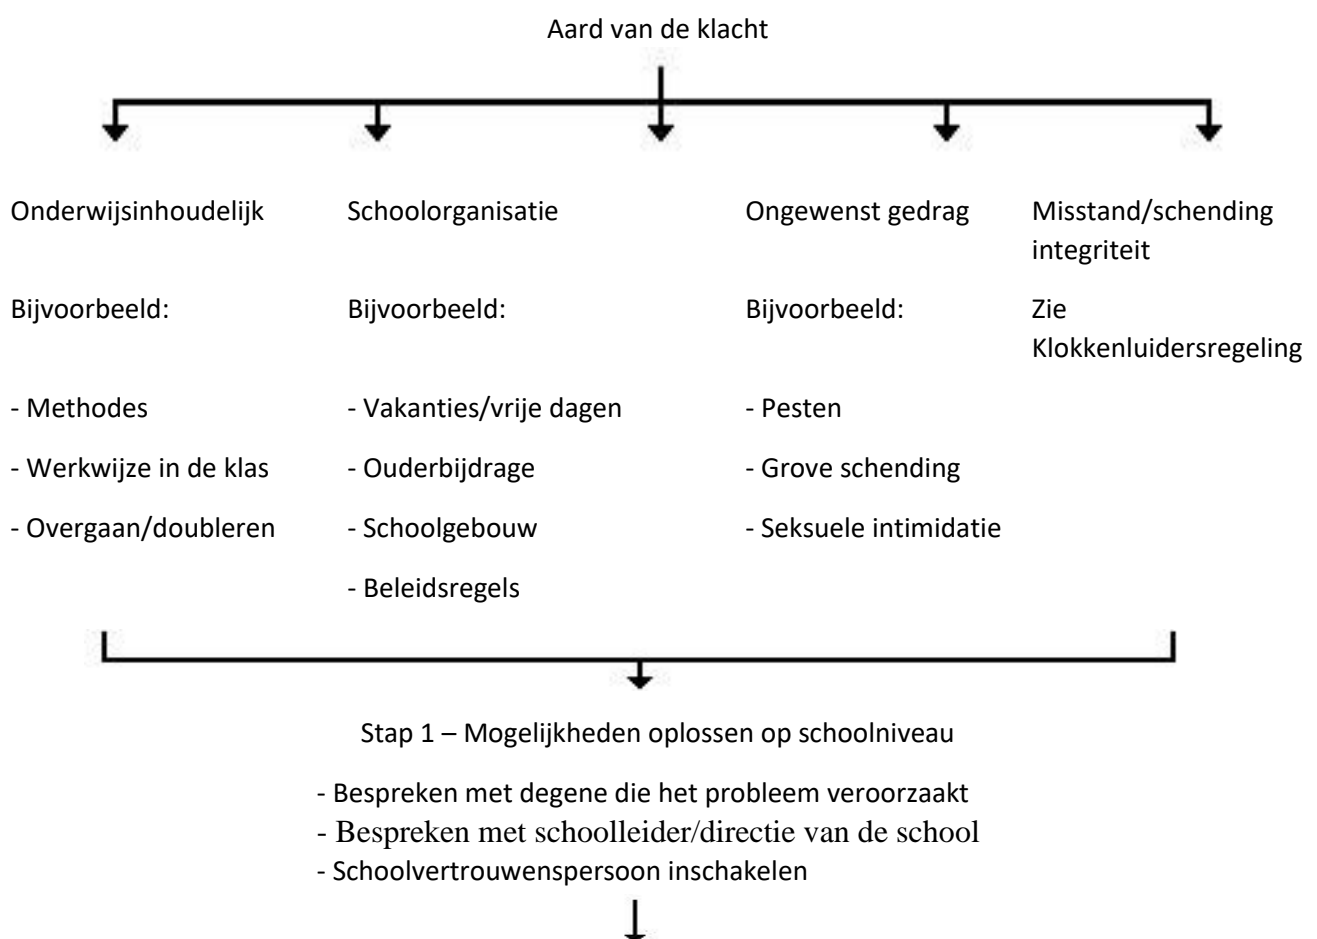 Aard van de klacht
Onderwijsinhoudelijk
Bijvoorbeeld:
- Methodes
- Werkwijze in de klas
- Overgaan/doubleren
Schoolorganisatie
Bijvoorbeeld:
- Vakanties/vrije dagen
- Ouderbijdrage
- Schoolgebouw
- Beleidsregels
Ongewenst gedrag
Bijvoorbeeld:
- Pesten
- Grove schending
- Seksuele intimidatie
Misstand/schending
integriteit
Zie
Klokkenluidersregeling
Stap 1 – Mogelijkheden oplossen op schoolniveau
- Bespreken met degene die het probleem veroorzaakt
- Bespreken met schoolleider/directie van de school
- Schoolvertrouwenspersoon inschakelen